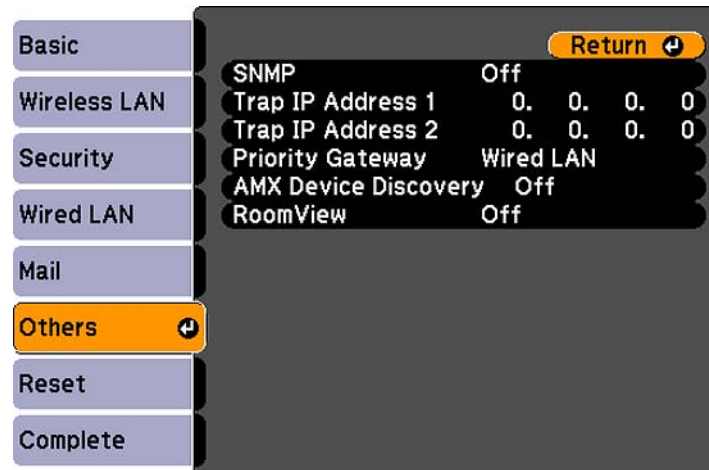 Basic
Wireless LAN
Security
Wired LAN
Mail
Others
Reset
Complete
Return
SNMP Off
Trap IP Address 1 0. 0. 0. 0
Trap IP Address 2 0. 0. 0. 0
Priority Gateway Wired LAN
AMX Device Discovery Off
RoomView Off